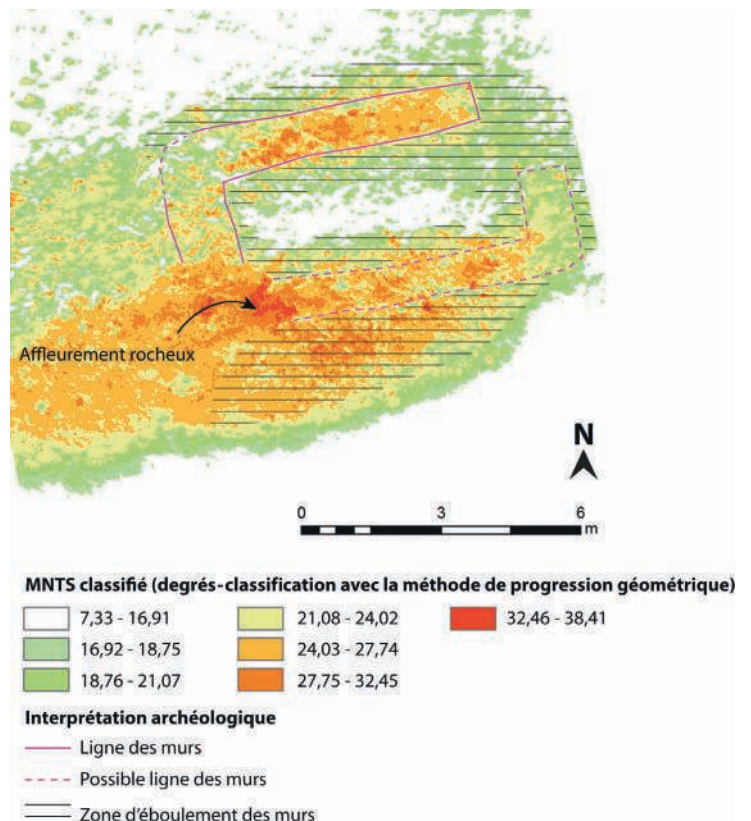 Affleurement rocheux
N
0 3 6
m
MNTS classifié (degrés-classification avec la méthode de progression géométrique)
7,33 - 16,91 21,08 - 24,02 32,46 - 38,41
16,92 - 18,75 24,03 - 27,74
18,76 - 21,07 27,75 - 32,45
Interprétation archéologique
Ligne des murs
Possible ligne des murs
Zone d'éboulement des murs